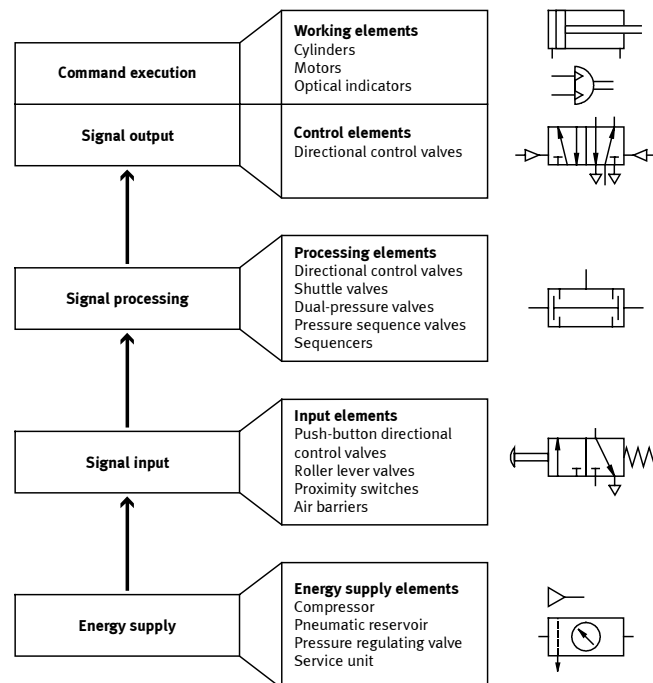 Command execution
Working elements
Cylinders
Motors
Optical indicators
Signal output
Control elements
Directional control valves
Signal processing
Processing elements
Directional control valves
Shuttle valves
Dual-pressure valves
Pressure sequence valves
Sequencers
Signal input
Input elements
Push-button directional
control valves
Roller lever valves
Proximity switches
Air barriers
Energy supply
Energy supply elements
Compressor
Pneumatic reservoir
Pressure regulating valve
Service unit